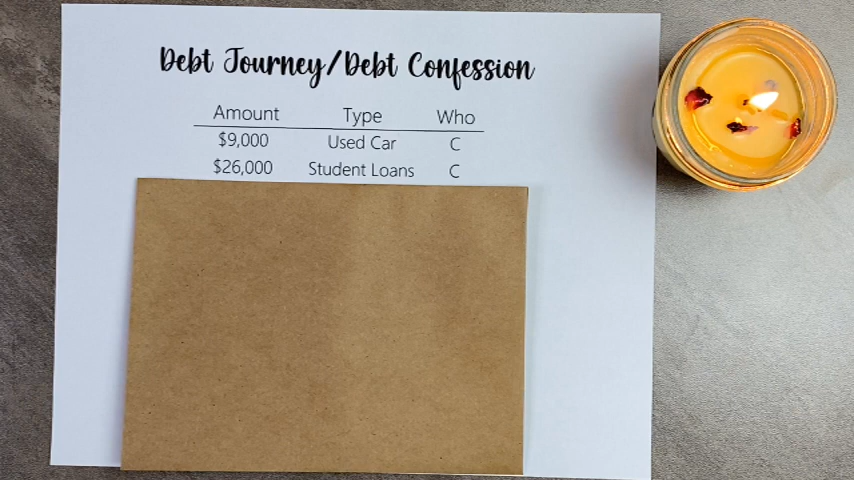 Debt Journey/Debt Confession
Amount Type Who
$9,000 Used Car C
$26,000 Student Loans C